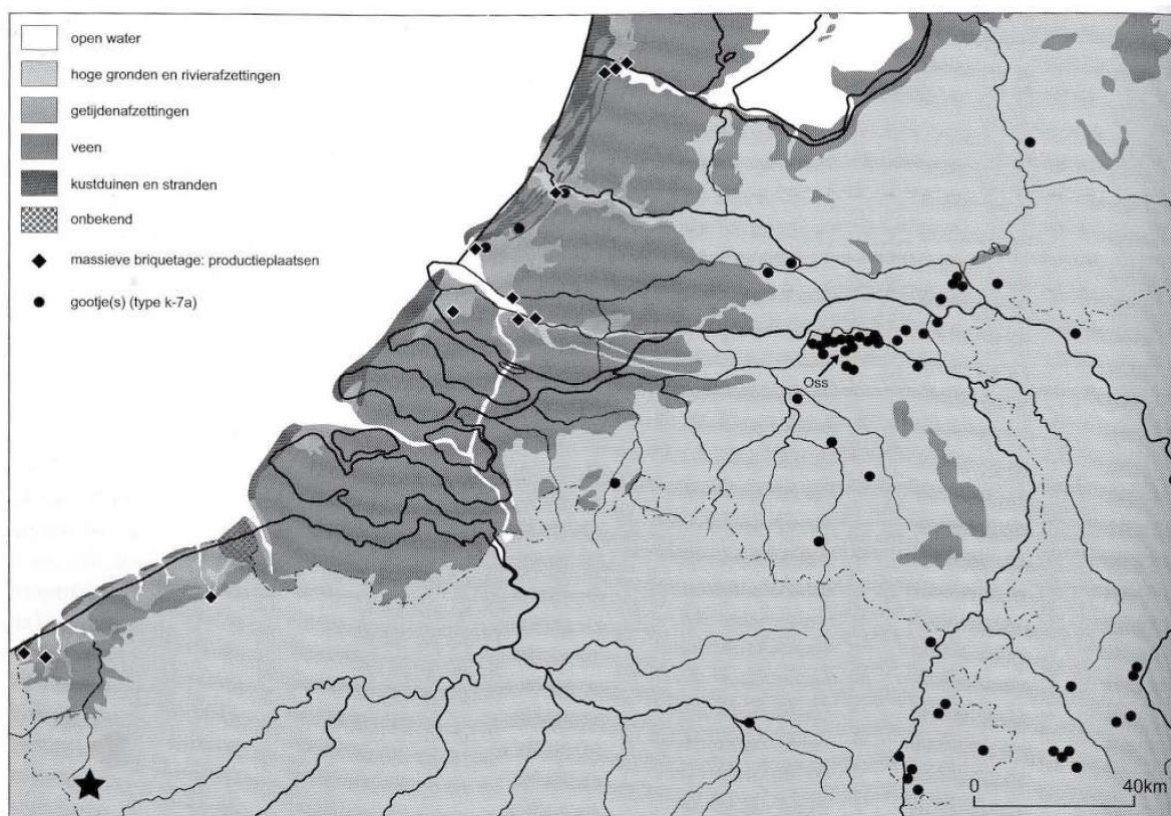 open water
hoge gronden en rivierafzettingen
getijdenafzettingen
veen
kustduinen en stranden
onbekend
massieve briquetage: productieplaatsen
gootje(s) (type k-7a)
Oss
0
40km